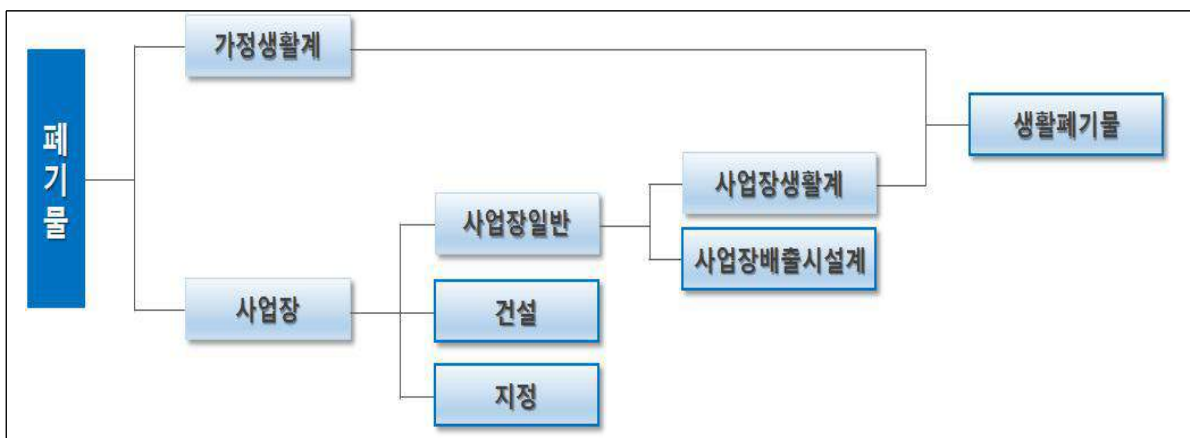 폐기물
가정생활계
생활폐기물
사업장생활계
사업장일반
사업장배출시설계
사업장
건설
지정